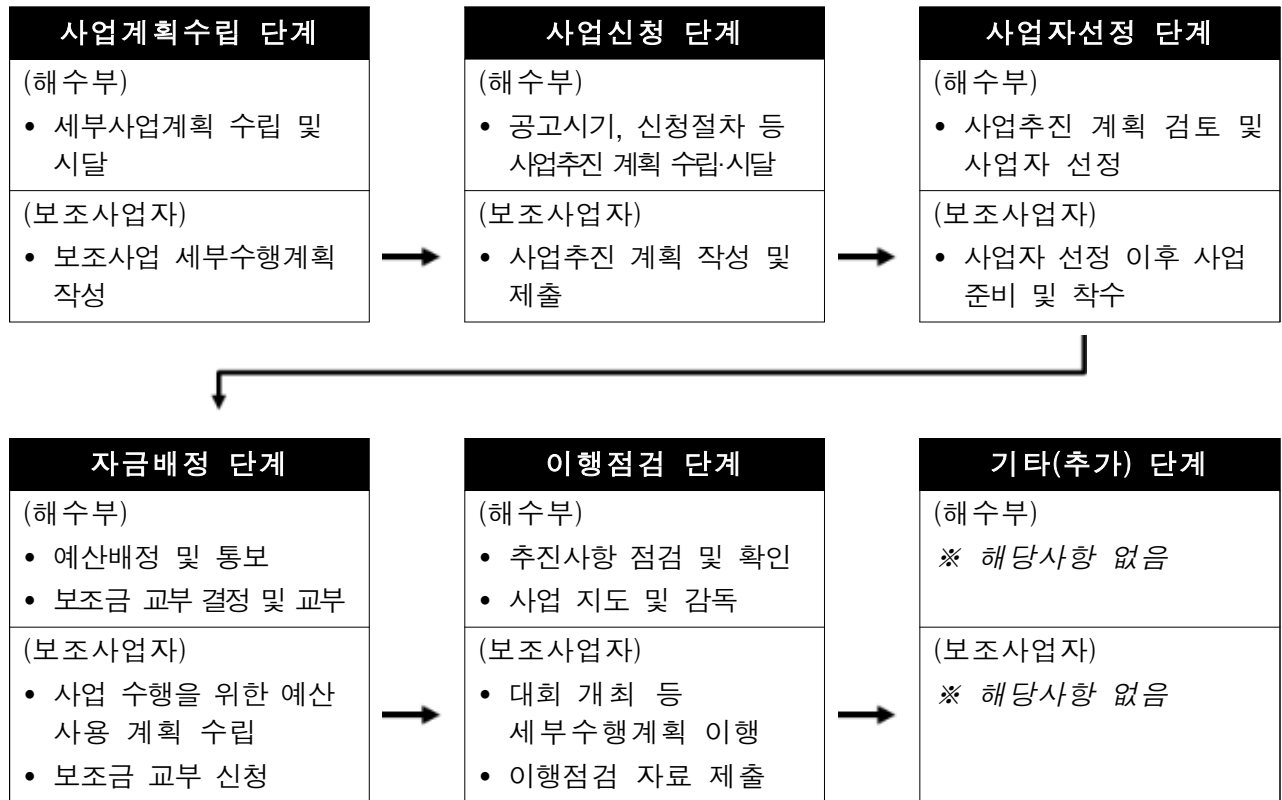 사업계획수립 단계
(해수부)
• 세부사업계획 수립 및
시달
(보조사업자)
• 보조사업 세부수행계획
작성
사업신청 단계
(해수부)
• 공고시기, 신청절차 등
사업추진 계획 수립·시달
(보조사업자)
• 사업추진 계획 작성 및
제출
사업자선정 단계
(해수부)
• 사업추진 계획 검토 및
사업자 선정
(보조사업자)
• 사업자 선정 이후 사업
준비 및 착수
자금배정 단계
(해수부)
• 예산배정 및 통보
• 보조금 교부 결정 및 교부
(보조사업자)
• 사업 수행을 위한 예산
사용 계획 수립
• 보조금 교부 신청
이행점검 단계
(해수부)
• 추진사항 점검 및 확인
• 사업 지도 및 감독
(보조사업자)
• 대회 개최 등
세부수행계획 이행
• 이행점검 자료 제출
기타(추가) 단계
(해수부)
※ 해당사항 없음
(보조사업자)
※ 해당사항 없음